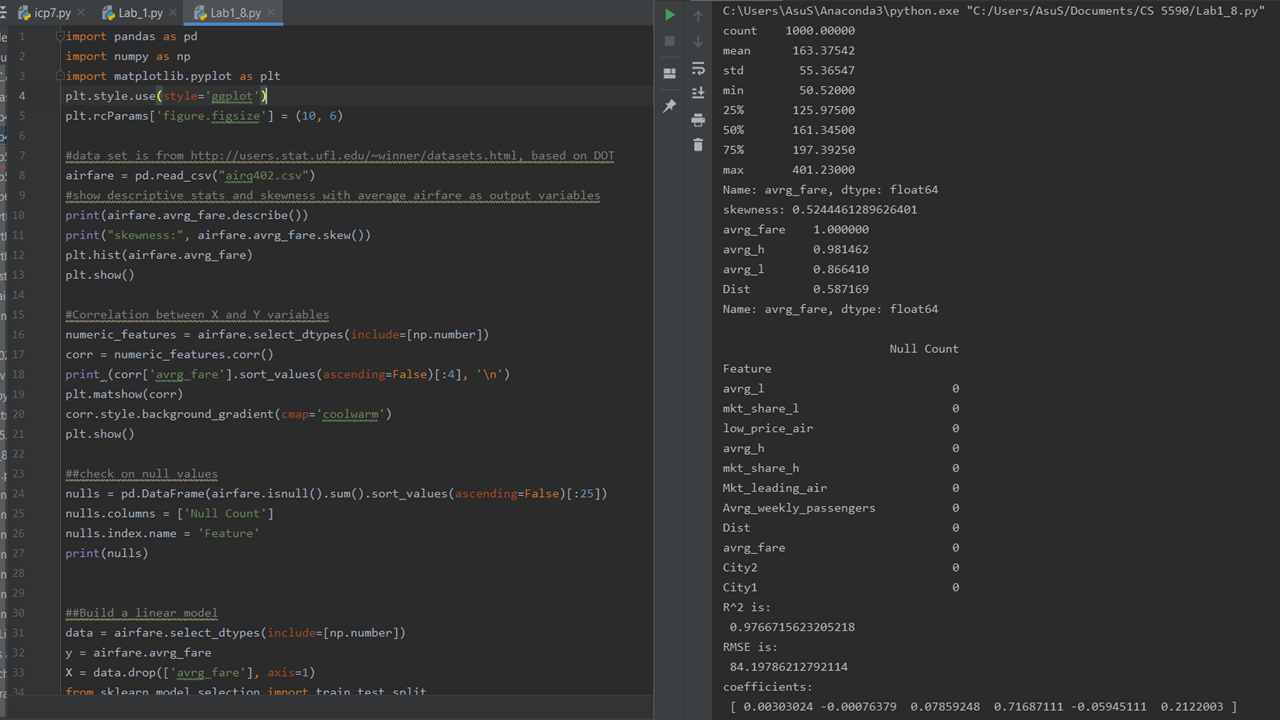 icp7.py × Lab_1.py × Lab1_8.py ×
1 import pandas as pd
2 import numpy as np
3 import matplotlib.pyplot as plt
4 plt.style.use(style='ggplot')
5 plt.rcParams['figure.figsize'] = (10, 6)
6
7 #data set is from http://users.stat.ufl.edu/~winner/datasets.html, based on DOT
8 airfare = pd.read_csv("airq402.csv")
9 #show descriptive stats and skewness with average airfare as output variables
10 print(airfare.avrg_fare.describe())
11 print("skewness:", airfare.avrg_fare.skew())
12 plt.hist(airfare.avrg_fare)
13 plt.show()
14
15 #Correlation between X and Y variables
16 numeric_features = airfare.select_dtypes(include=[np.number])
17 corr = numeric_features.corr()
18 print (corr['avrg_fare'].sort_values(ascending=False)[:4], '\n')
19 plt.matshow(corr)
20 corr.style.background_gradient(cmap='coolwarm')
21 plt.show()
22
23 ##check on null values
24 nulls = pd.DataFrame(airfare.isnull().sum().sort_values(ascending=False)[:25])
25 nulls.columns = ['Null Count']
26 nulls.index.name = 'Feature'
27 print(nulls)
28
29
30 ##Build a linear model
31 data = airfare.select_dtypes(include=[np.number])
32 y = airfare.avrg_fare
33 X = data.drop(['avrg_fare'], axis=1)
34 from sklearn.model_selection import train_test_split
C:\Users\AsuS\Anaconda3\python.exe "C:/Users/AsuS/Documents/CS 5590/Lab1_8.py"
count 1000.00000
mean 163.37542
std 55.36547
min 50.52000
25% 125.97500
50% 161.34500
75% 197.39250
max 401.23000
Name: avrg_fare, dtype: float64
skewness: 0.5244461289626401
avrg_fare 1.000000
avrg_h 0.981462
avrg_l 0.866410
Dist 0.587169
Name: avrg_fare, dtype: float64
Null Count
Feature
avrg_l 0
mkt_share_l 0
low_price_air 0
avrg_h 0
mkt_share_h 0
Mkt_leading_air 0
Avrg_weekly_passengers 0
Dist 0
avrg_fare 0
City2 0
City1 0
R^2 is:
0.9766715623205218
RMSE is:
84.19786212792114
coefficients:
[ 0.00303024 -0.00076379 0.07859248 0.71687111 -0.05945111 0.2122003 ]